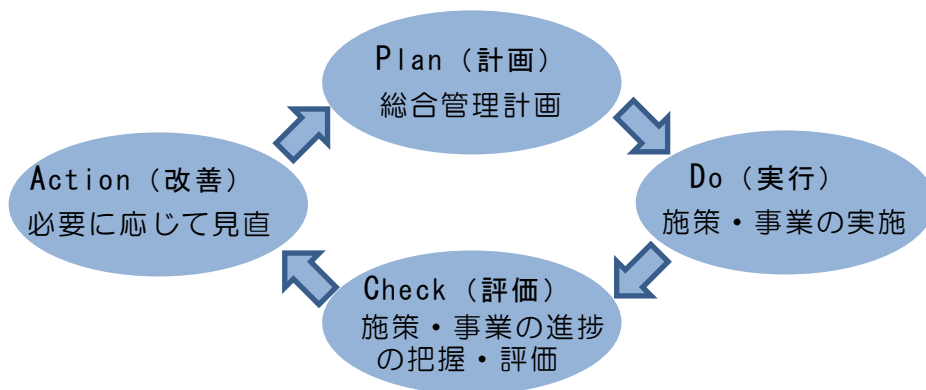 Plan（計画）
総合管理計画
Do（実行）
施策・事業の実施
Check（評価）
施策・事業の進捗
の把握・評価
Action（改善）
必要に応じて見直